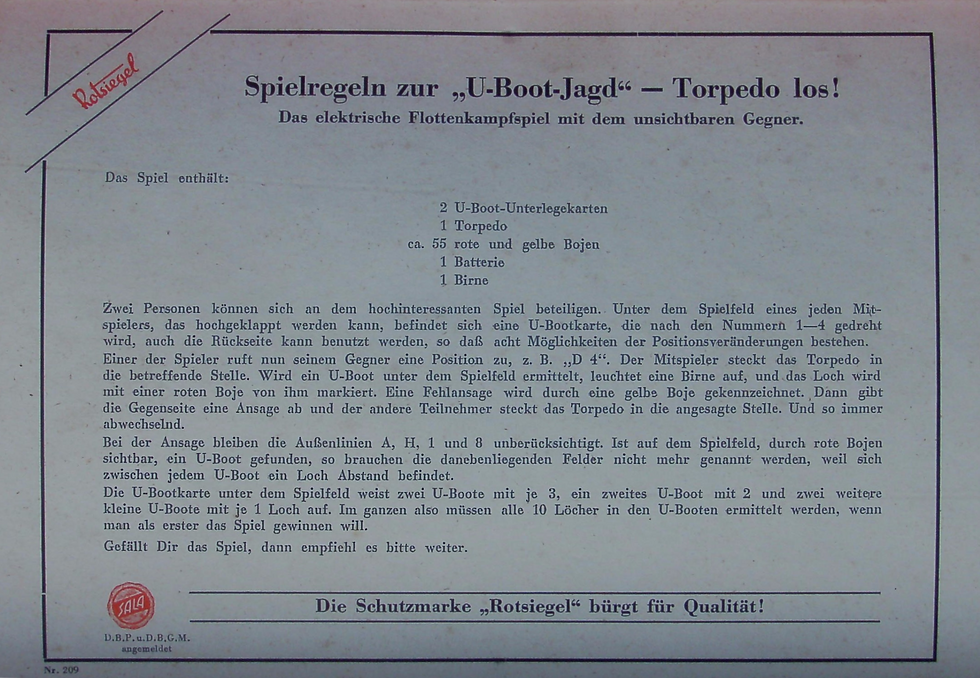 Rotsiegel
Spielregeln zur „U-Boot-Jagd“ — Torpedo los!
Das elektrische Flottenkampfspiel mit dem unsichtbaren Gegner.
Das Spiel enthält:
2 U-Boot-Unterlegekarten
1 Torpedo
ca. 55 rote und gelbe Bojen
1 Batterie
1 Birne
Zwei Personen können sich an dem hochinteressanten Spiel beteiligen. Unter dem Spielfeld eines jeden Mit-
spielers, das hochgeklappt werden kann, befindet sich eine U-Bootkarte, die nach den Nummern 1—4 gedreht
wird, auch die Rückseite kann benutzt werden, so daß acht Möglichkeiten der Positionsveränderungen bestehen.
Einer der Spieler ruft nun seinem Gegner eine Position zu, z. B. „D 4“. Der Mitspieler steckt das Torpedo in
die betreffende Stelle. Wird ein U-Boot unter dem Spielfeld ermittelt, leuchtet eine Birne auf, und das Loch wird
mit einer roten Boje von ihm markiert. Eine Fehlansage wird durch eine gelbe Boje gekennzeichnet. Dann gibt
die Gegenseite eine Ansage ab und der andere Teilnehmer steckt das Torpedo in die angesagte Stelle. Und so immer
abwechselnd.
Bei der Ansage bleiben die Außenlinien A, H, 1 und 8 unberücksichtigt. Ist auf dem Spielfeld, durch rote Bojen
sichtbar, ein U-Boot gefunden, so brauchen die danebenliegenden Felder nicht mehr genannt werden, weil sich
zwischen jedem U-Boot ein Loch Abstand befindet.
Die U-Bootkarte unter dem Spielfeld weist zwei U-Boote mit je 3, ein zweites U-Boot mit 2 und zwei weitere
kleine U-Boote mit je 1 Loch auf. Im ganzen also müssen alle 10 Löcher in den U-Booten ermittelt werden, wenn
man als erster das Spiel gewinnen will.
Gefällt Dir das Spiel, dann empfiehl es bitte weiter.
SALA
Die Schutzmarke „Rotsiegel“ bürgt für Qualität!
D.B.P.u.D.B.G.M.
angemeldet
Nr. 209